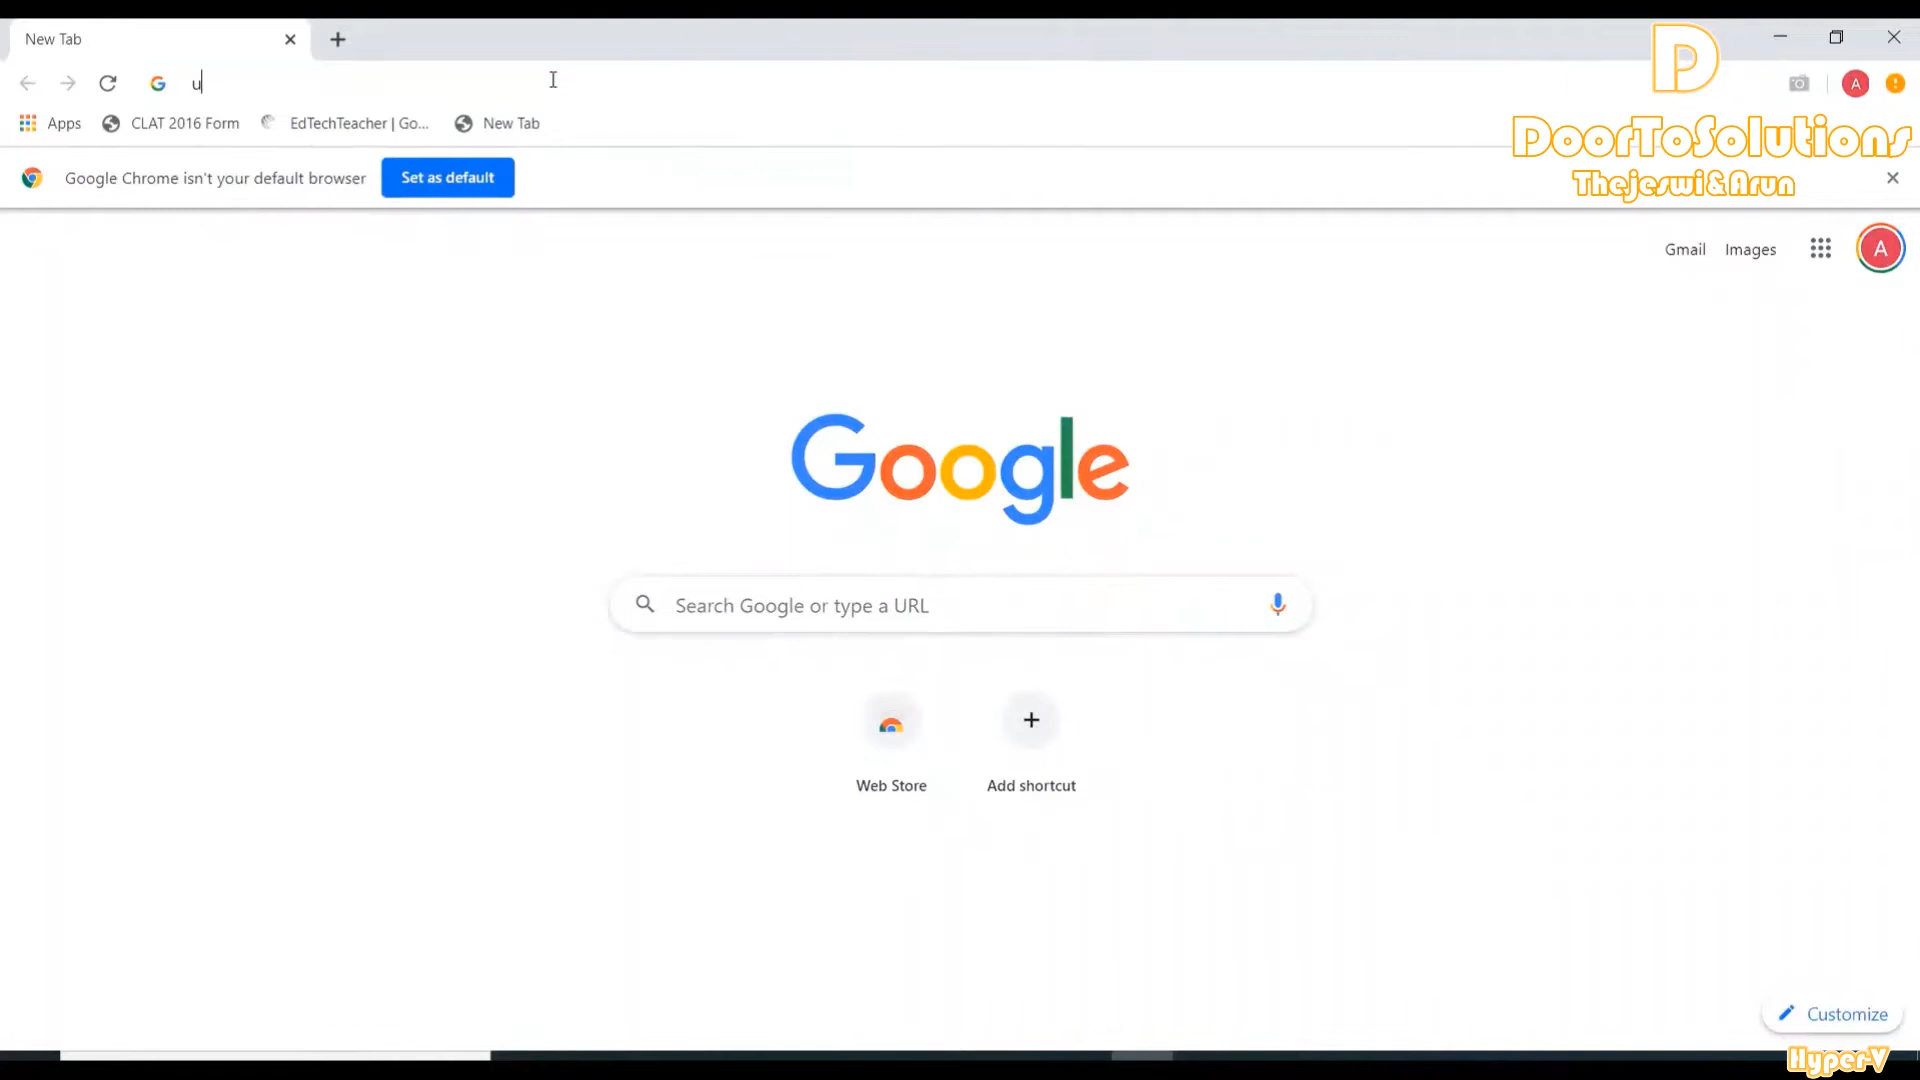 New Tab
D
u
A
Apps
CLAT 2016 Form
EdTechTeacher | Go...
New Tab
DoorToSolutions
Google Chrome isn't your default browser
Set as default
Thejeswi&Arun
Gmail
Images
A
Google
Search Google or type a URL
Web Store
Add shortcut
Customize
Hyper-V